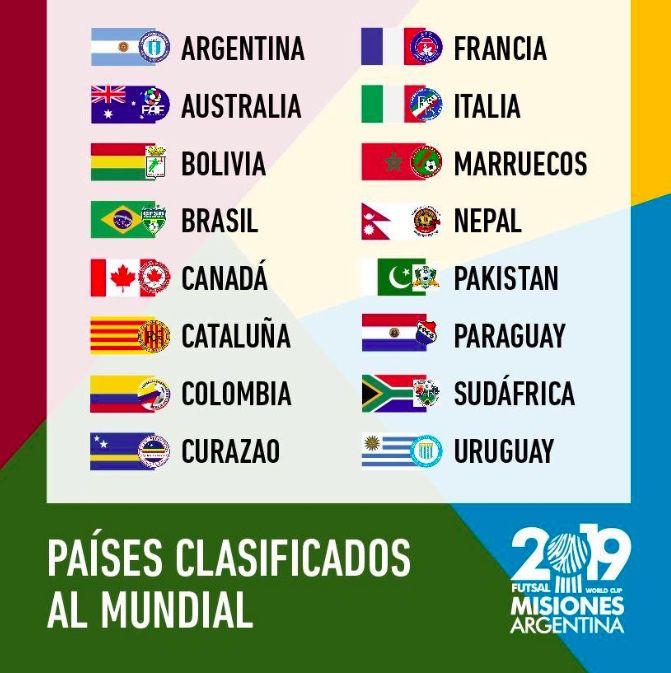 ARGENTINA
AUSTRALIA
BOLIVIA
BRASIL
CANADÁ
CATALUÑA
COLOMBIA
CURAZAO
FRANCIA
ITALIA
MARRUECOS
NEPAL
PAKISTAN
PARAGUAY
SUDÁFRICA
URUGUAY
PAÍSES CLASIFICADOS
AL MUNDIAL
2019
FUTSAL WORLD CUP
MISIONES
ARGENTINA